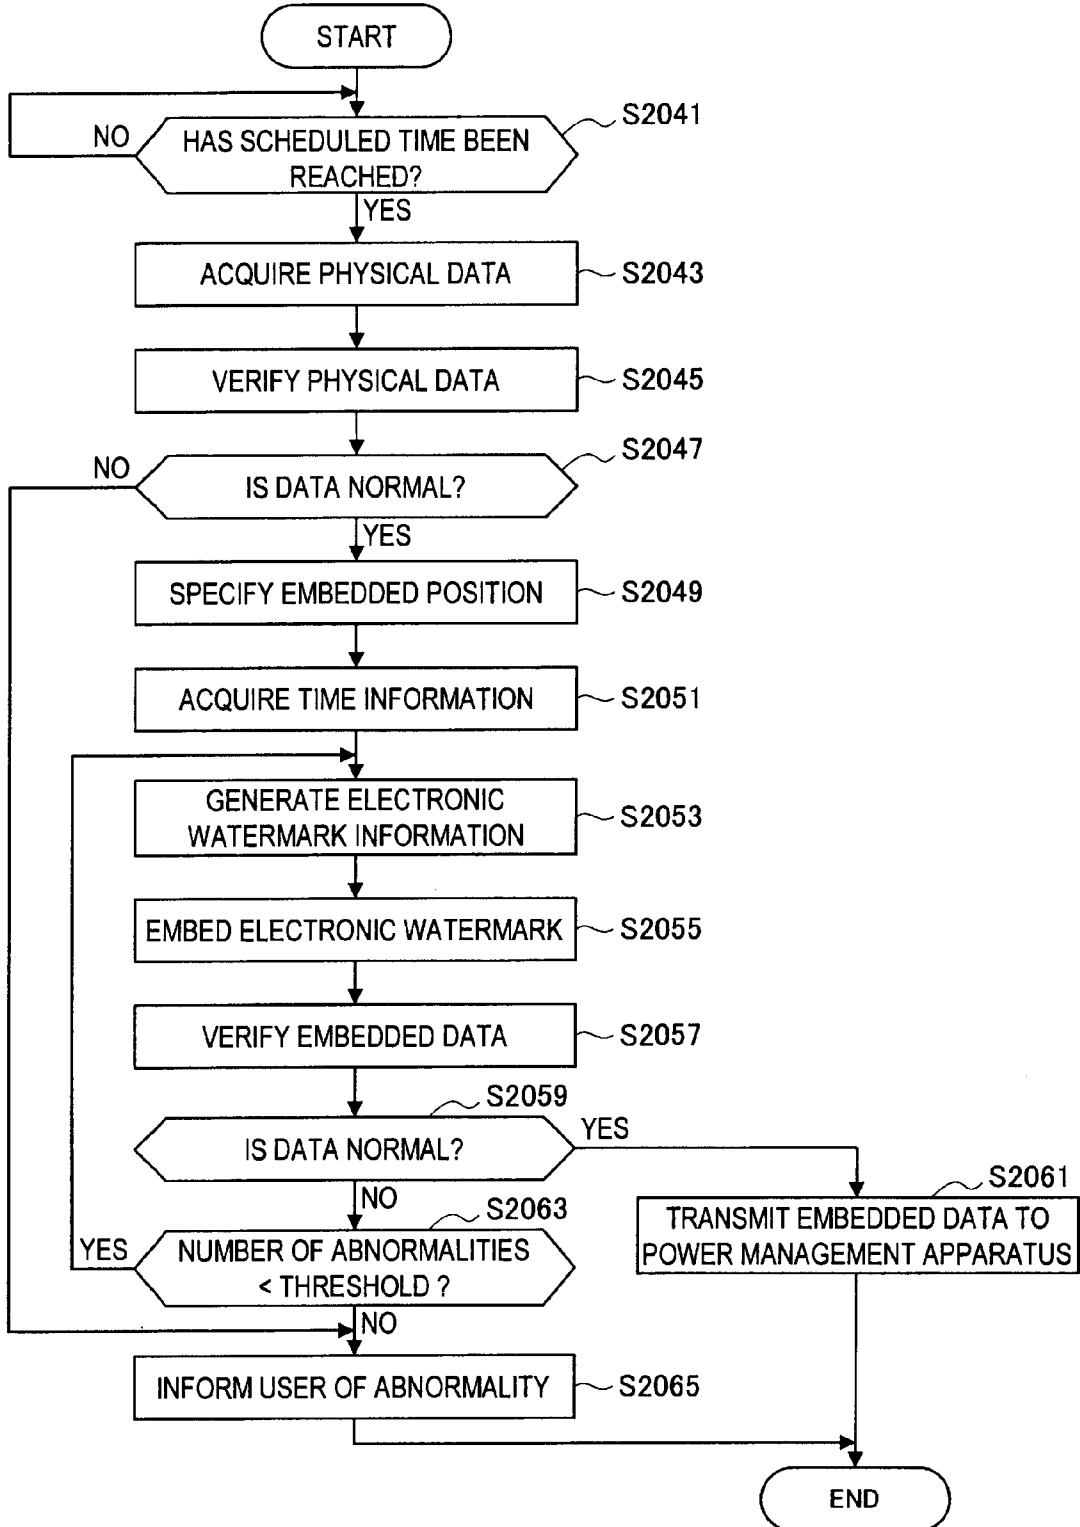 START
S2041
NO
HAS SCHEDULED TIME BEEN
REACHED?
YES
ACQUIRE PHYSICAL DATA
S2043
VERIFY PHYSICAL DATA
S2045
S2047
NO
IS DATA NORMAL?
YES
SPECIFY EMBEDDED POSITION
S2049
ACQUIRE TIME INFORMATION
S2051
GENERATE ELECTRONIC
WATERMARK INFORMATION
S2053
EMBED ELECTRONIC WATERMARK
S2055
VERIFY EMBEDDED DATA
S2057
S2059
IS DATA NORMAL?
YES
NO
S2061
TRANSMIT EMBEDDED DATA TO
POWER MANAGEMENT APPARATUS
S2063
YES
NUMBER OF ABNORMALITIES
< THRESHOLD ?
NO
INFORM USER OF ABNORMALITY
S2065
END